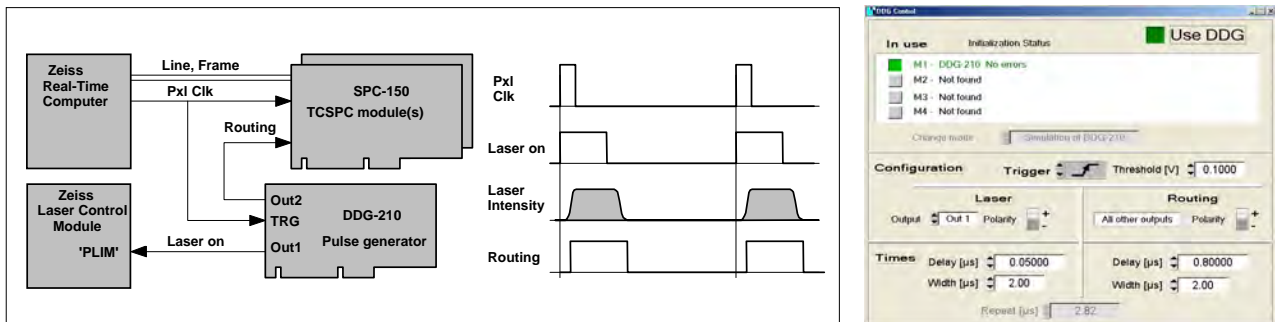 Zeiss
Real-Time
Computer
Line, Frame
Pxl Clk
Routing
SPC-150
TCSPC module(s)
Zeiss
Laser Control
Module
'PLIM'
Laser on
Out2
TRG
Out1
DDG-210
Pulse generator
Pxl
Clk
Laser on
Laser
Intensity
Routing
DDG Control
Use DDG
In use Initialization Status
M1 - DDG-210 No errors
M2 - Not found
M3 - Not found
M4 - Not found
Change mode Simulation of DDG-210
Configuration Trigger Threshold [V] 0.1000
Laser
Output Out 1 Polarity + -
Routing
All other outputs Polarity + -
Times
Delay [µs] 0.05000
Width [µs] 2.00
Delay [µs] 0.80000
Width [µs] 2.00
Repeat [µs] 2.82